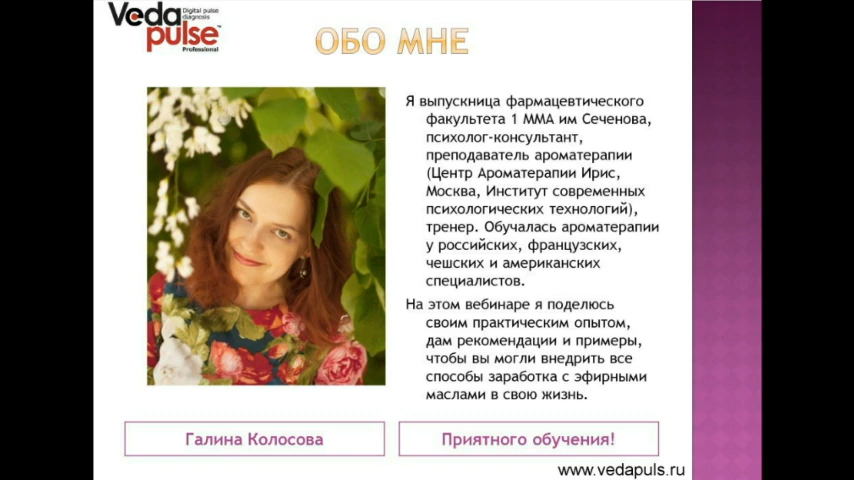 Veda Digital pulse
diagnosis
pulse™
Professional
ОБО МНЕ
Я выпускница фармацевтического
факультета 1 ММА им Сеченова,
психолог-консультант,
преподаватель ароматерапии
(Центр Ароматерапии Ирис,
Москва, Институт современных
психологических технологий),
тренер. Обучалась ароматерапии
у российских, французских,
чешских и американских
специалистов.
На этом вебинаре я поделюсь
своим практическим опытом,
дам рекомендации и примеры,
чтобы вы могли внедрить все
способы заработка с эфирными
маслами в свою жизнь.
Галина Колосова
Приятного обучения!
www.vedapuls.ru